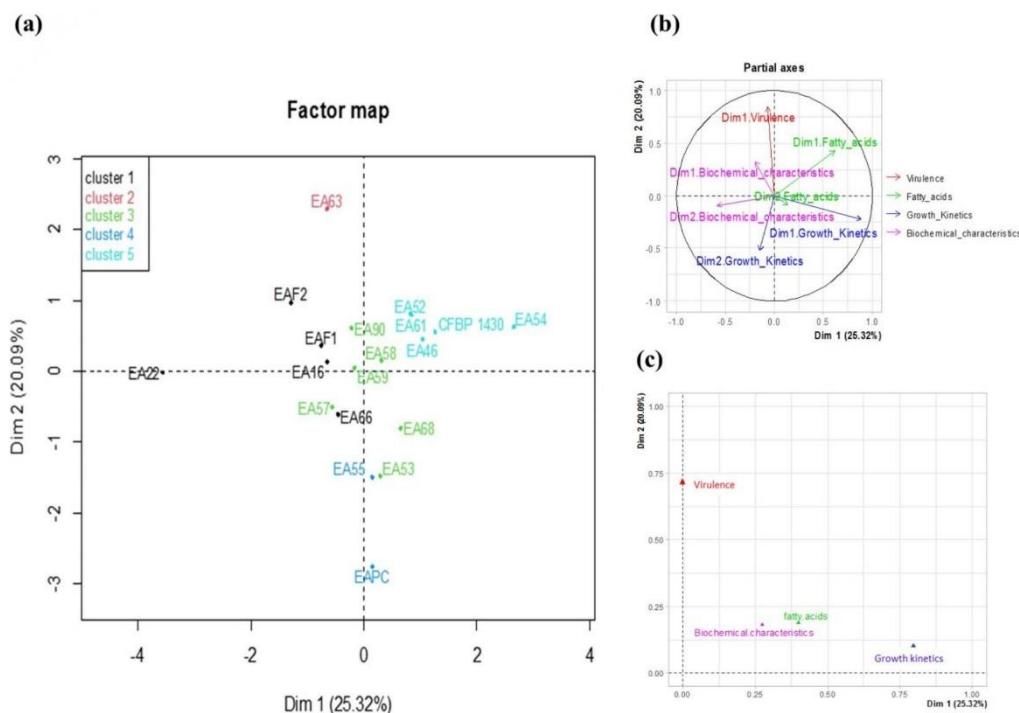 (a)
Factor map
cluster 1
cluster 2
cluster 3
cluster 4
cluster 5
EA63
EAF2
EA52
EA90
EA61 CFBP 1430 EA54
EAF1
EA58
EA46
EA22
EA16
EA59
EA57
EA66
EA68
EA55
EA53
EAPC
3
2
1
0
-1
-2
-3
Dim 2 (20.09%)
-4 -2 0 2 4
Dim 1 (25.32%)
(b)
Partial axes
Dim 2 (20.09%)
1.0
0.5
0.0
-0.5
-1.0
Dim1.Virulence
Dim1.Fatty_acids
Dim1.Biochemical_characteristics
Dim2.Fatty_acids
Dim2.Biochemical_characteristics
Dim1.Growth_Kinetics
Dim2.Growth_Kinetics
-1.0 -0.5 0.0 0.5 1.0
Dim 1 (25.32%)
Virulence
Fatty_acids
Growth_Kinetics
Biochemical_characteristics
(c)
Dim 2 (20.09%)
1.00
0.75
0.50
0.25
0.00
Virulence
fatty acids
Biochemical characteristics
Growth kinetics
0.00 0.25 0.50 0.75 1.00
Dim 1 (25.32%)